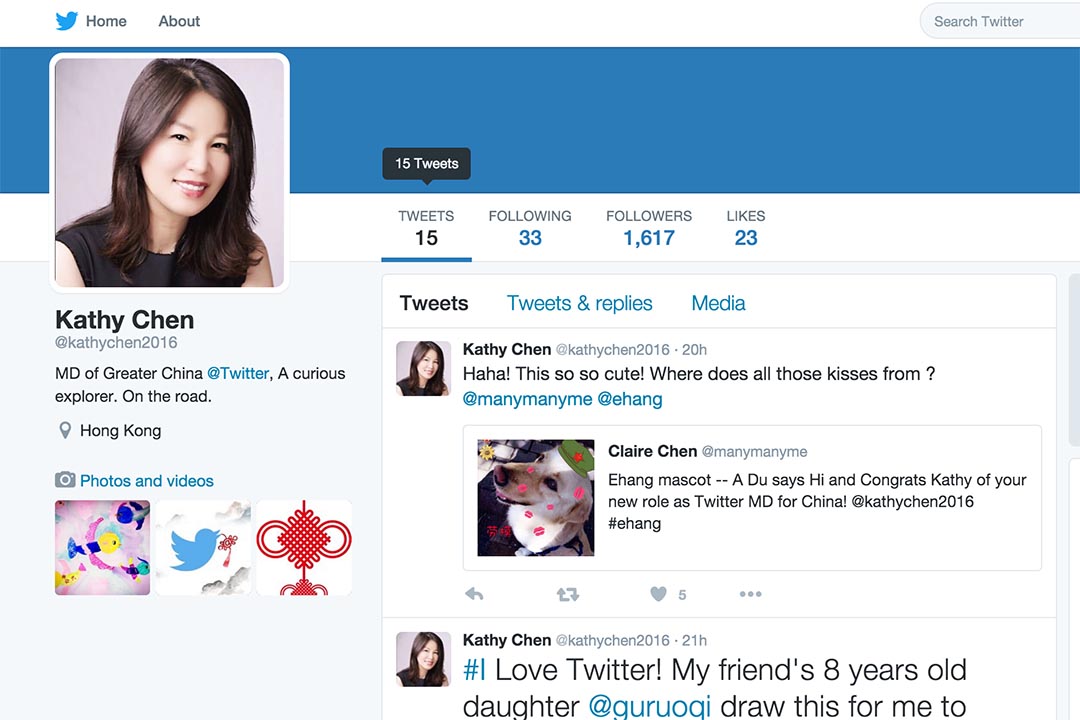 Home About Search Twitter
15 Tweets
TWEETS FOLLOWING FOLLOWERS LIKES
15 33 1,617 23
Kathy Chen
@kathychen2016
MD of Greater China @Twitter, A curious
explorer. On the road.
Hong Kong
Photos and videos
Tweets Tweets & replies Media
Kathy Chen @kathychen2016 · 20h
Haha! This so so cute! Where does all those kisses from ?
@manymanyme @ehang
Claire Chen @manymanyme
Ehang mascot -- A Du says Hi and Congrats Kathy of your
new role as Twitter MD for China! @kathychen2016
#ehang
5
Kathy Chen @kathychen2016 · 21h
#I Love Twitter! My friend's 8 years old
daughter @guruoqi draw this for me to